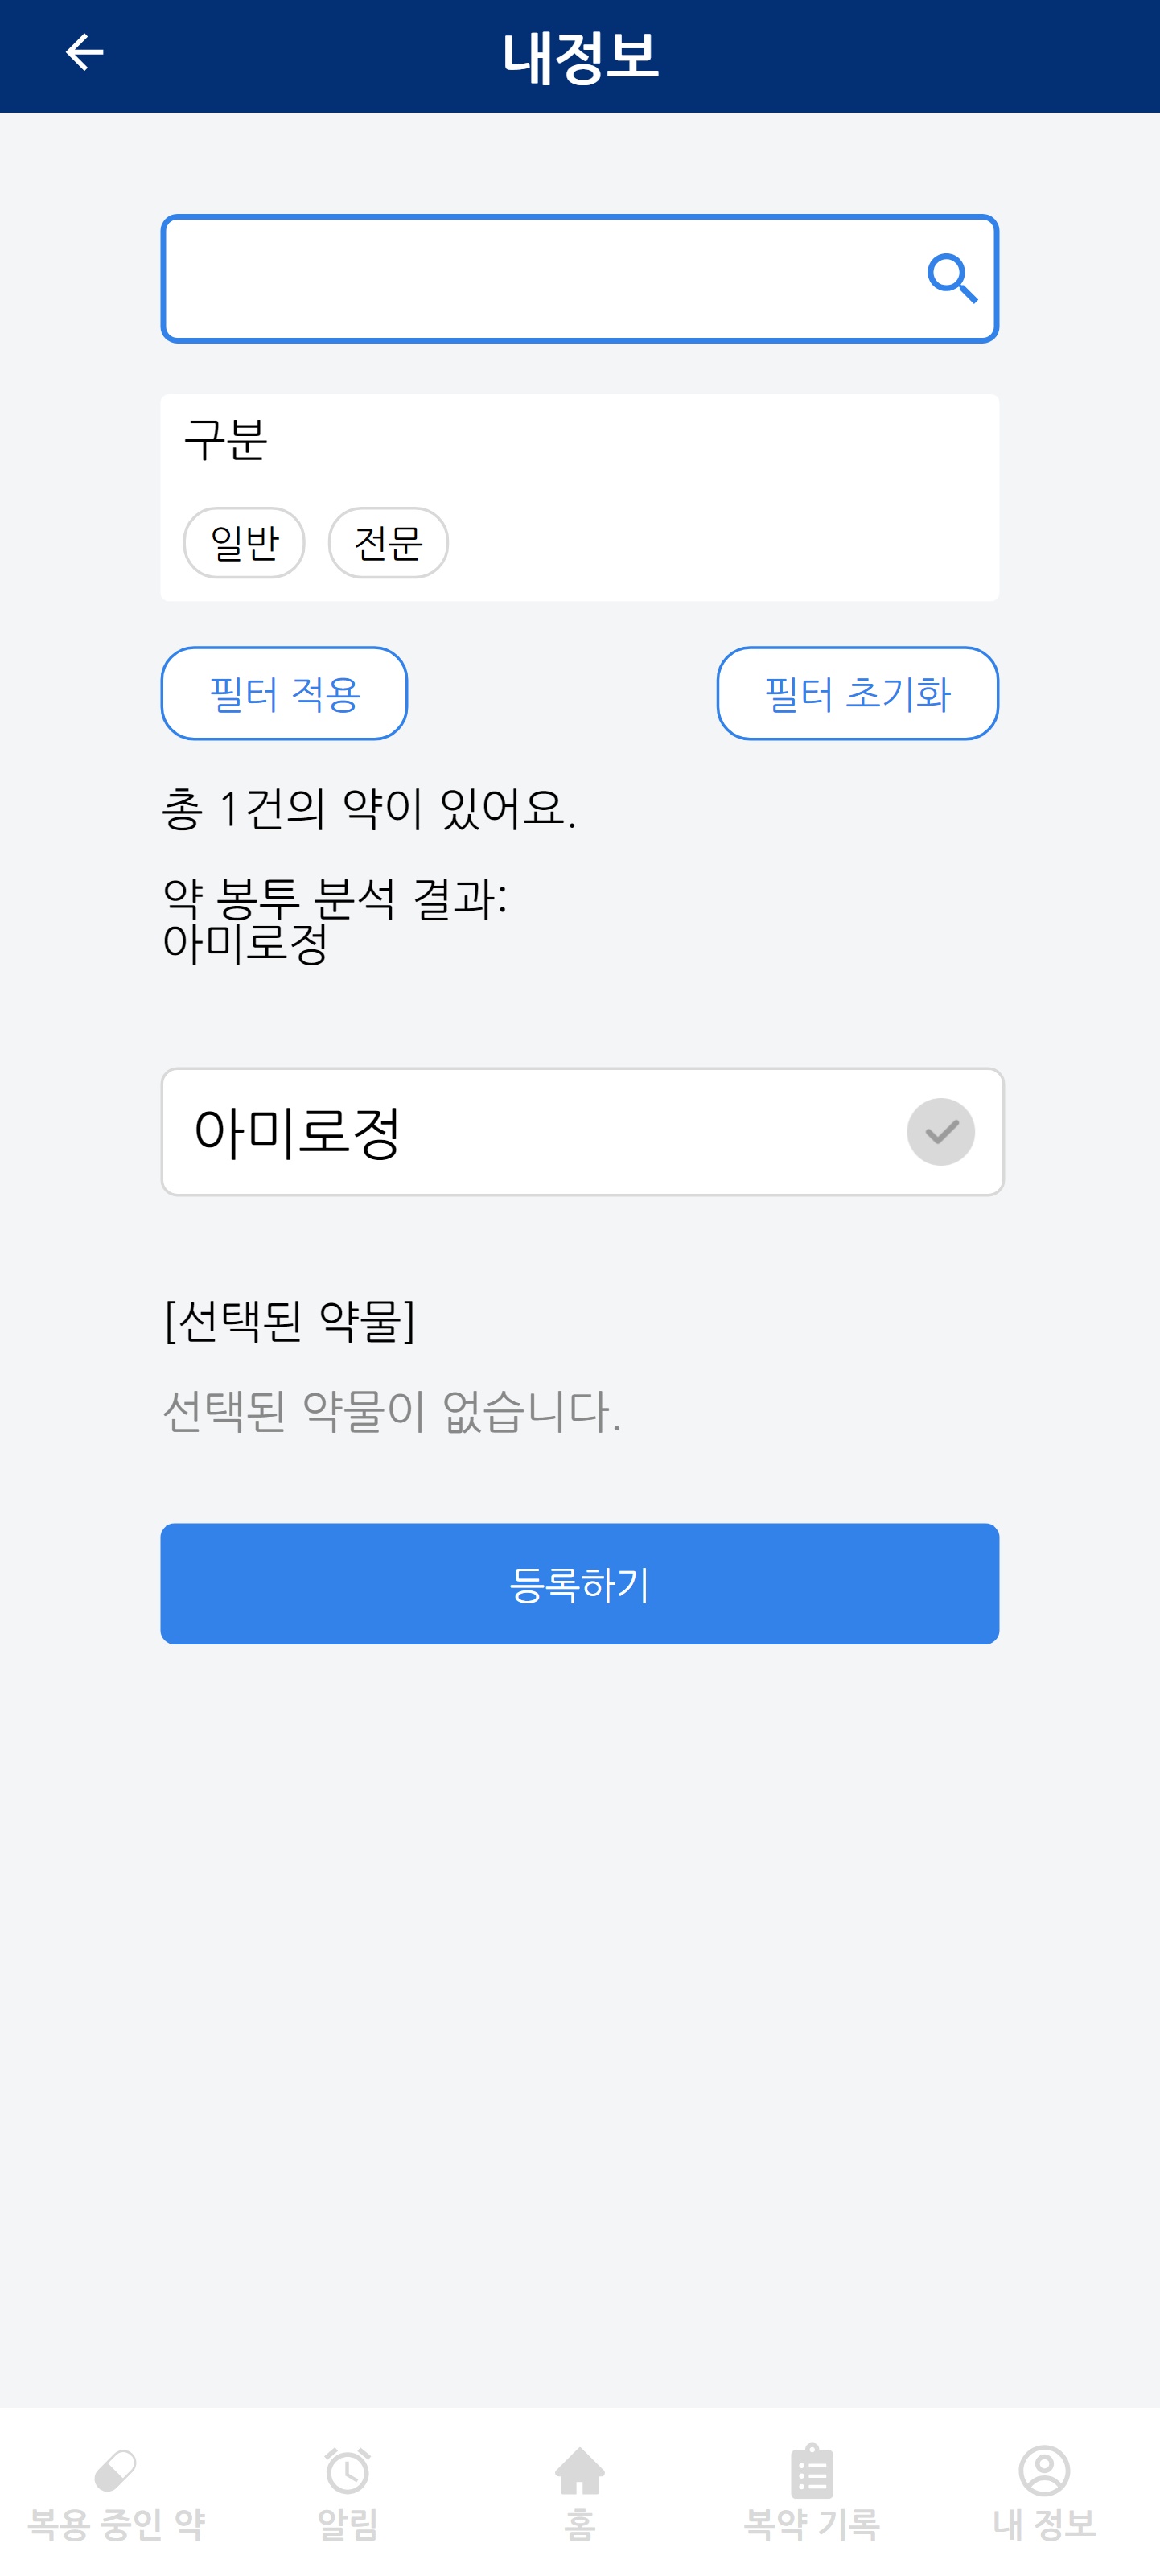 내정보
구분
일반 전문
필터 적용 필터 초기화
총 1건의 약이 있어요.
약 봉투 분석 결과:
아미로정
아미로정
[선택된 약물]
선택된 약물이 없습니다.
등록하기
복용 중인 약 알림 홈 복약 기록 내 정보